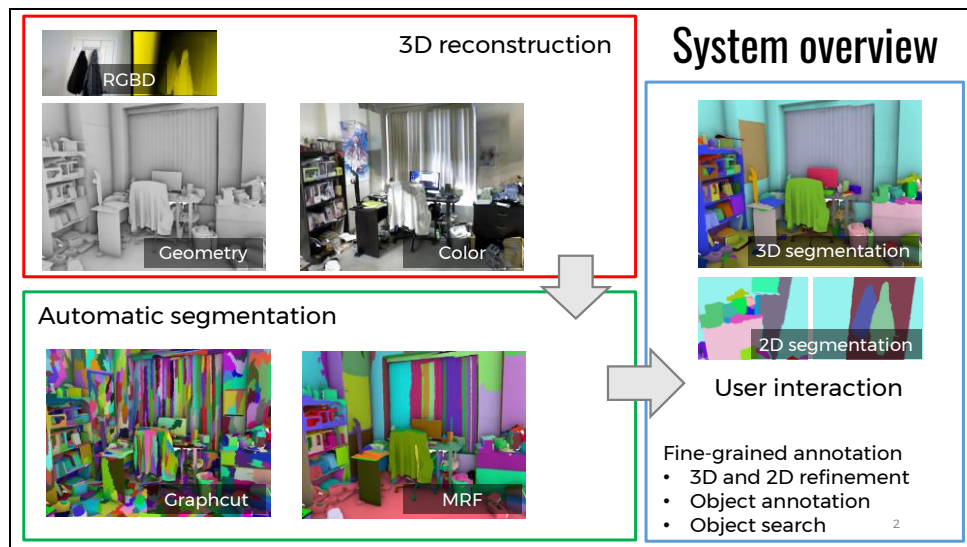 System overview
3D reconstruction
RGBD
Geometry
Color
Automatic segmentation
Graphcut
MRF
3D segmentation
2D segmentation
User interaction
Fine-grained annotation
• 3D and 2D refinement
• Object annotation
• Object search
2